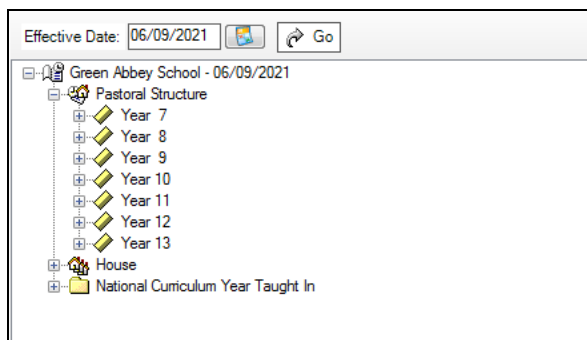 Effective Date: 06/09/2021 Go
Green Abbey School - 06/09/2021
Pastoral Structure
Year 7
Year 8
Year 9
Year 10
Year 11
Year 12
Year 13
House
National Curriculum Year Taught In